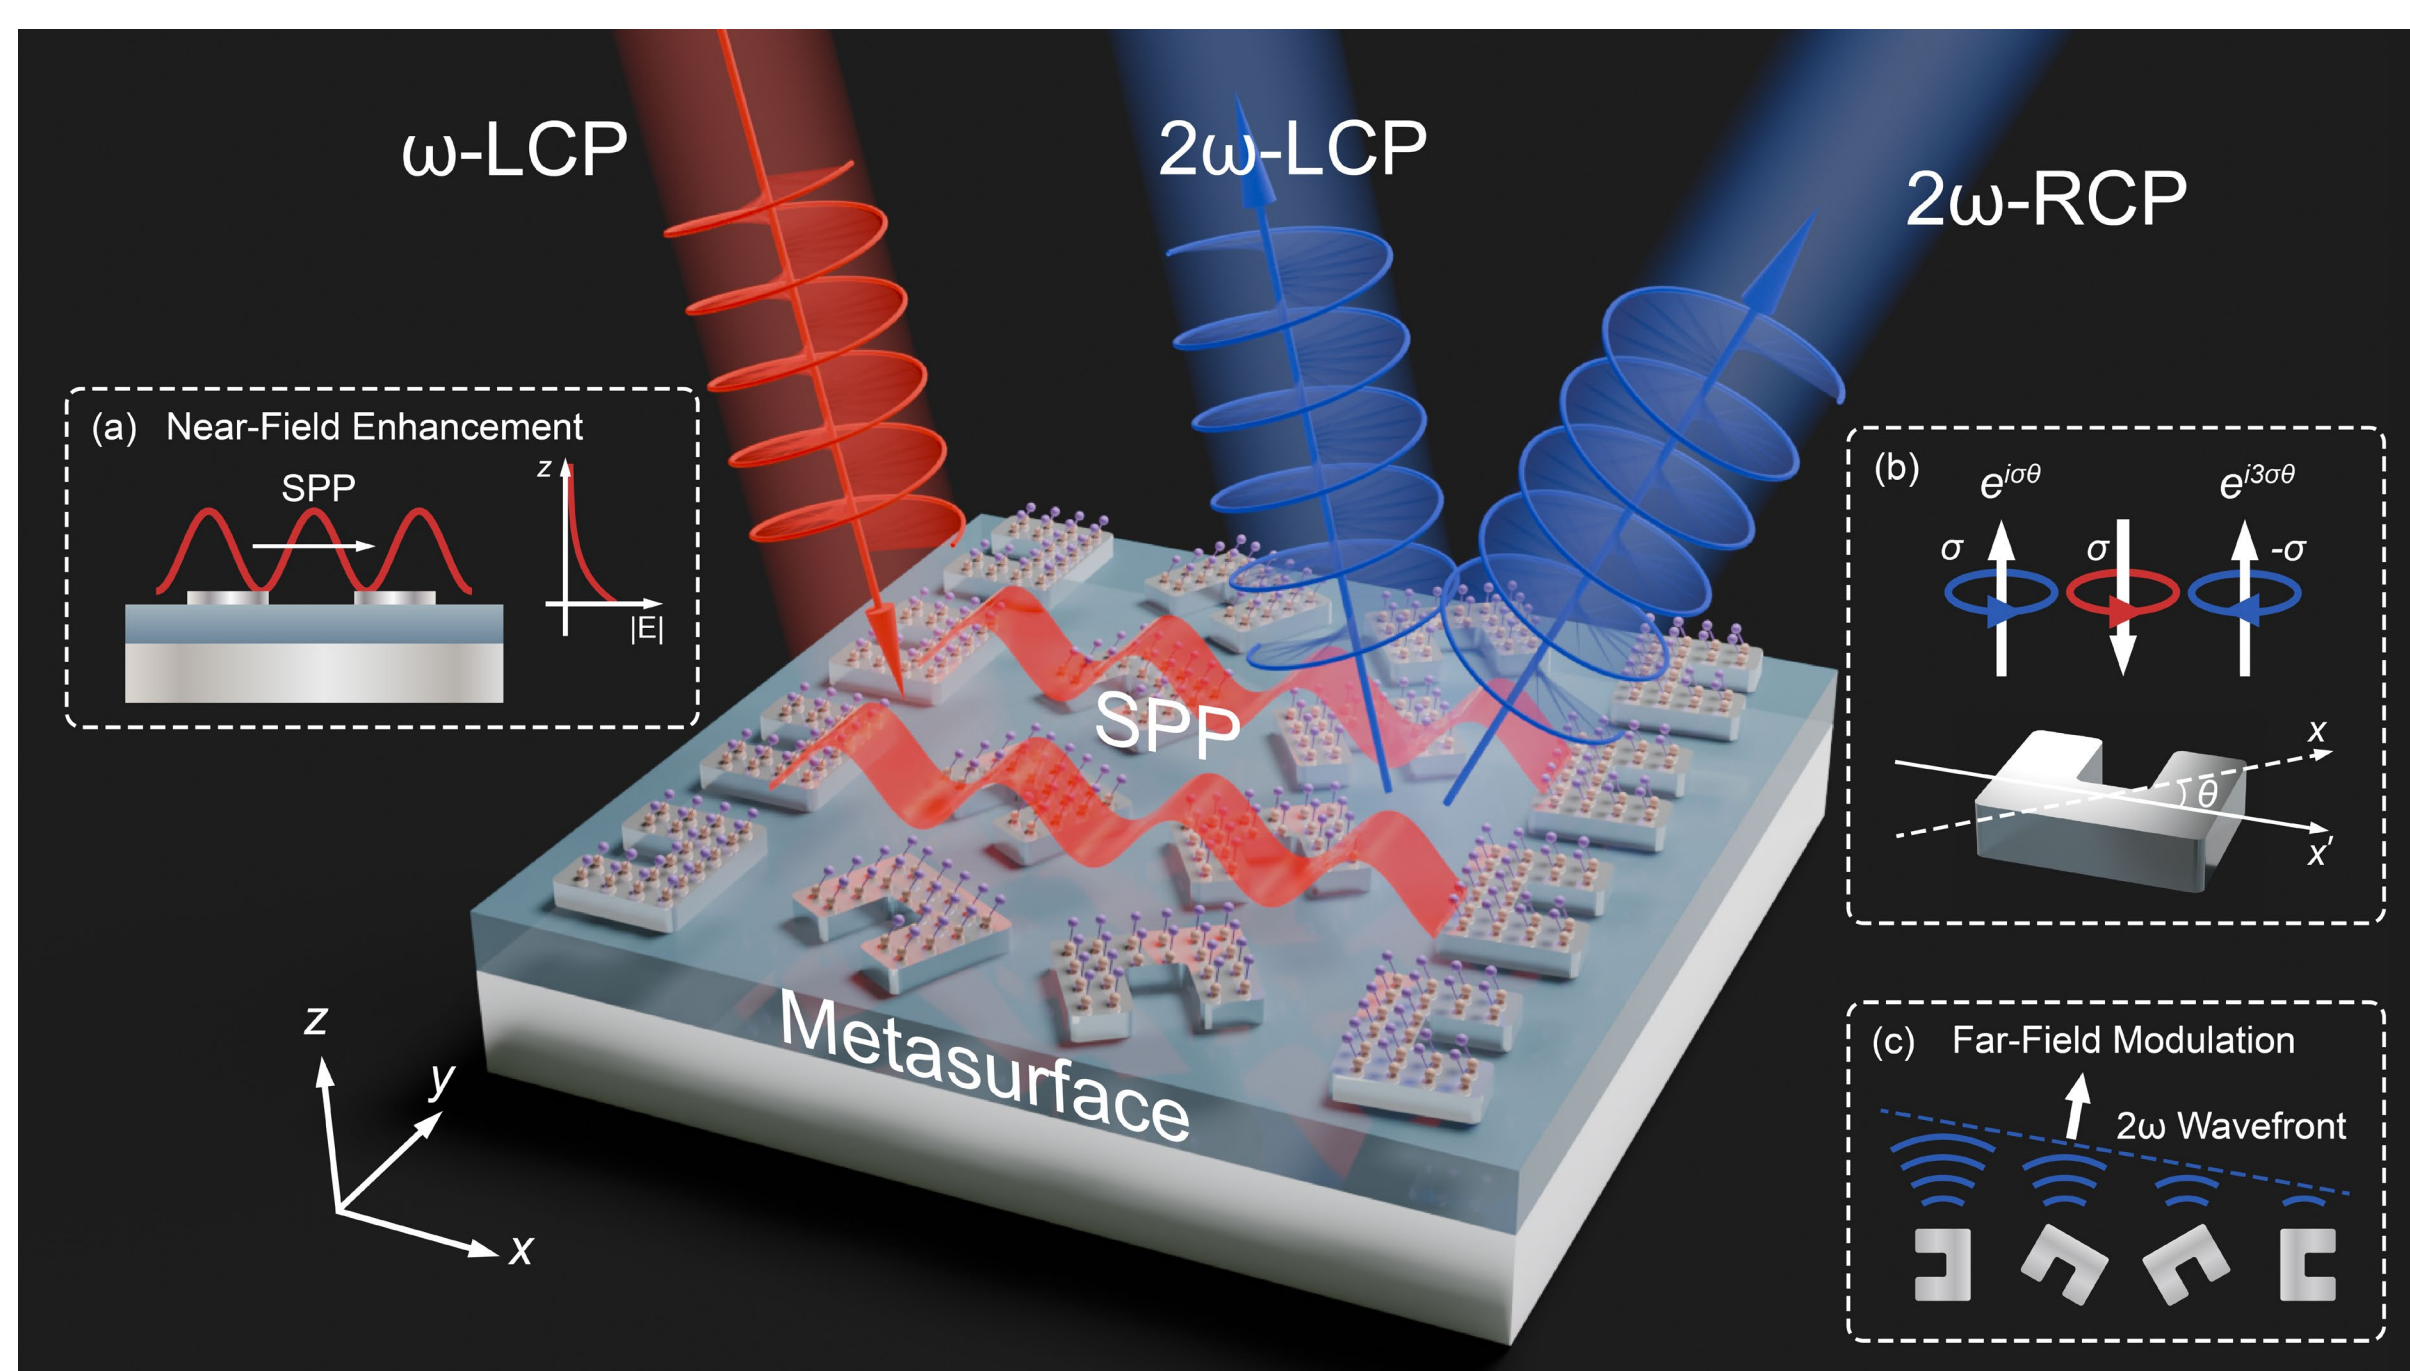 ω-LCP
2ω-LCP
2ω-RCP
(a) Near-Field Enhancement
SPP
z
|E|
(b)
e^{iσθ}
e^{i3σθ}
σ
σ
-σ
x
θ
x′
SPP
Metasurface
z
y
x
(c) Far-Field Modulation
2ω Wavefront